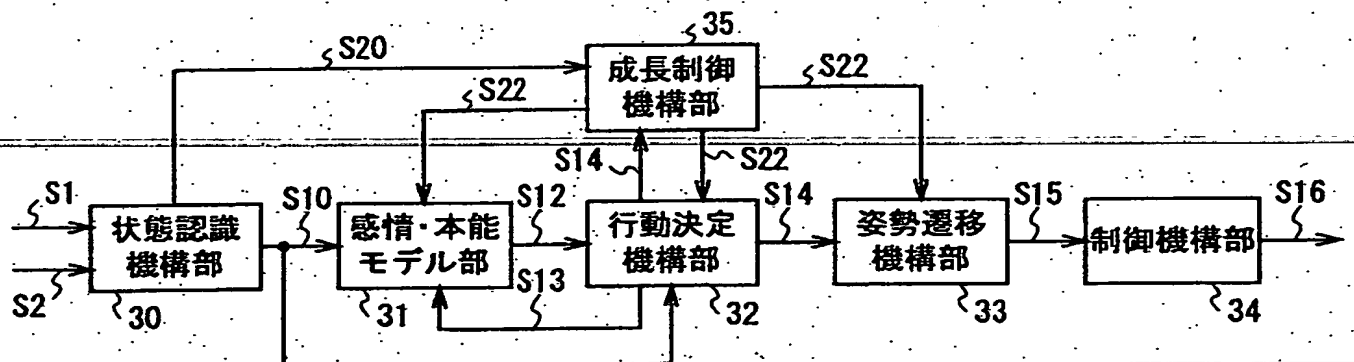 35
S20
成長制御
機構部
S22
S22
S14
S22
S1
S10
S12
S14
S15
S16
状態認識
機構部
感情・本能
モデル部
行動決定
機構部
姿勢遷移
機構部
制御機構部
S2
30
31
S13
32
33
34